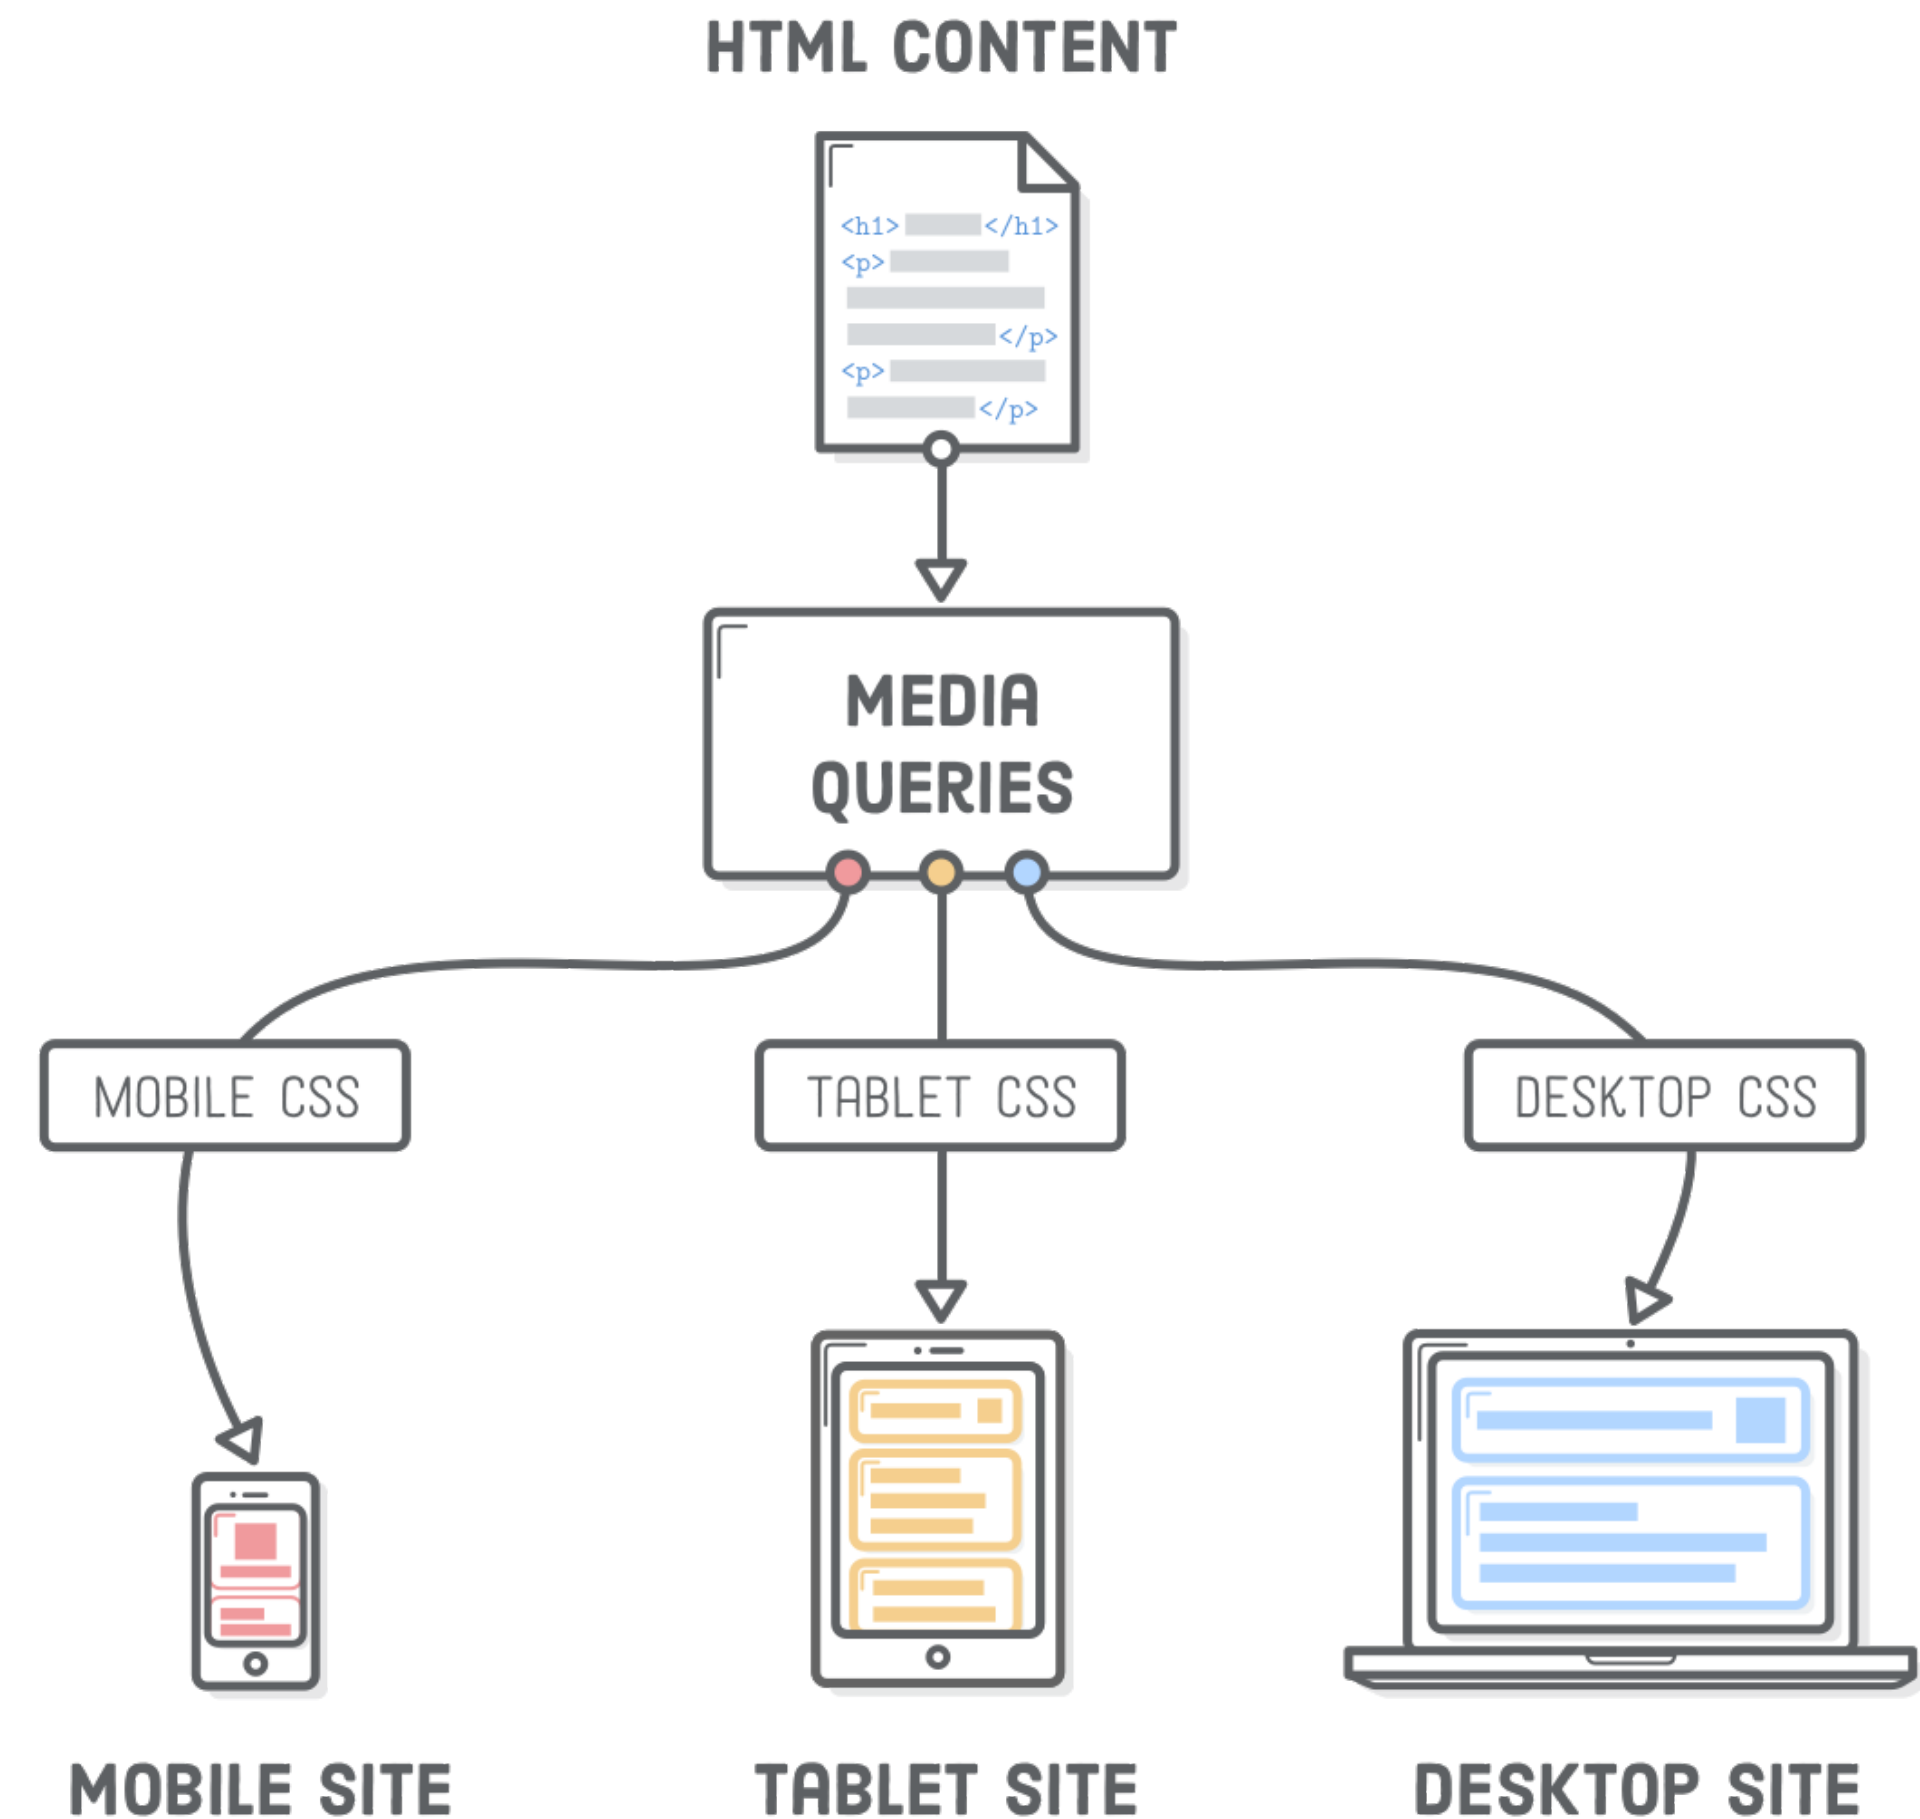 HTML CONTENT
<h1> </h1>
<p>
</p>
<p>
</p>
MEDIA
QUERIES
MOBILE CSS
TABLET CSS
DESKTOP CSS
MOBILE SITE
TABLET SITE
DESKTOP SITE